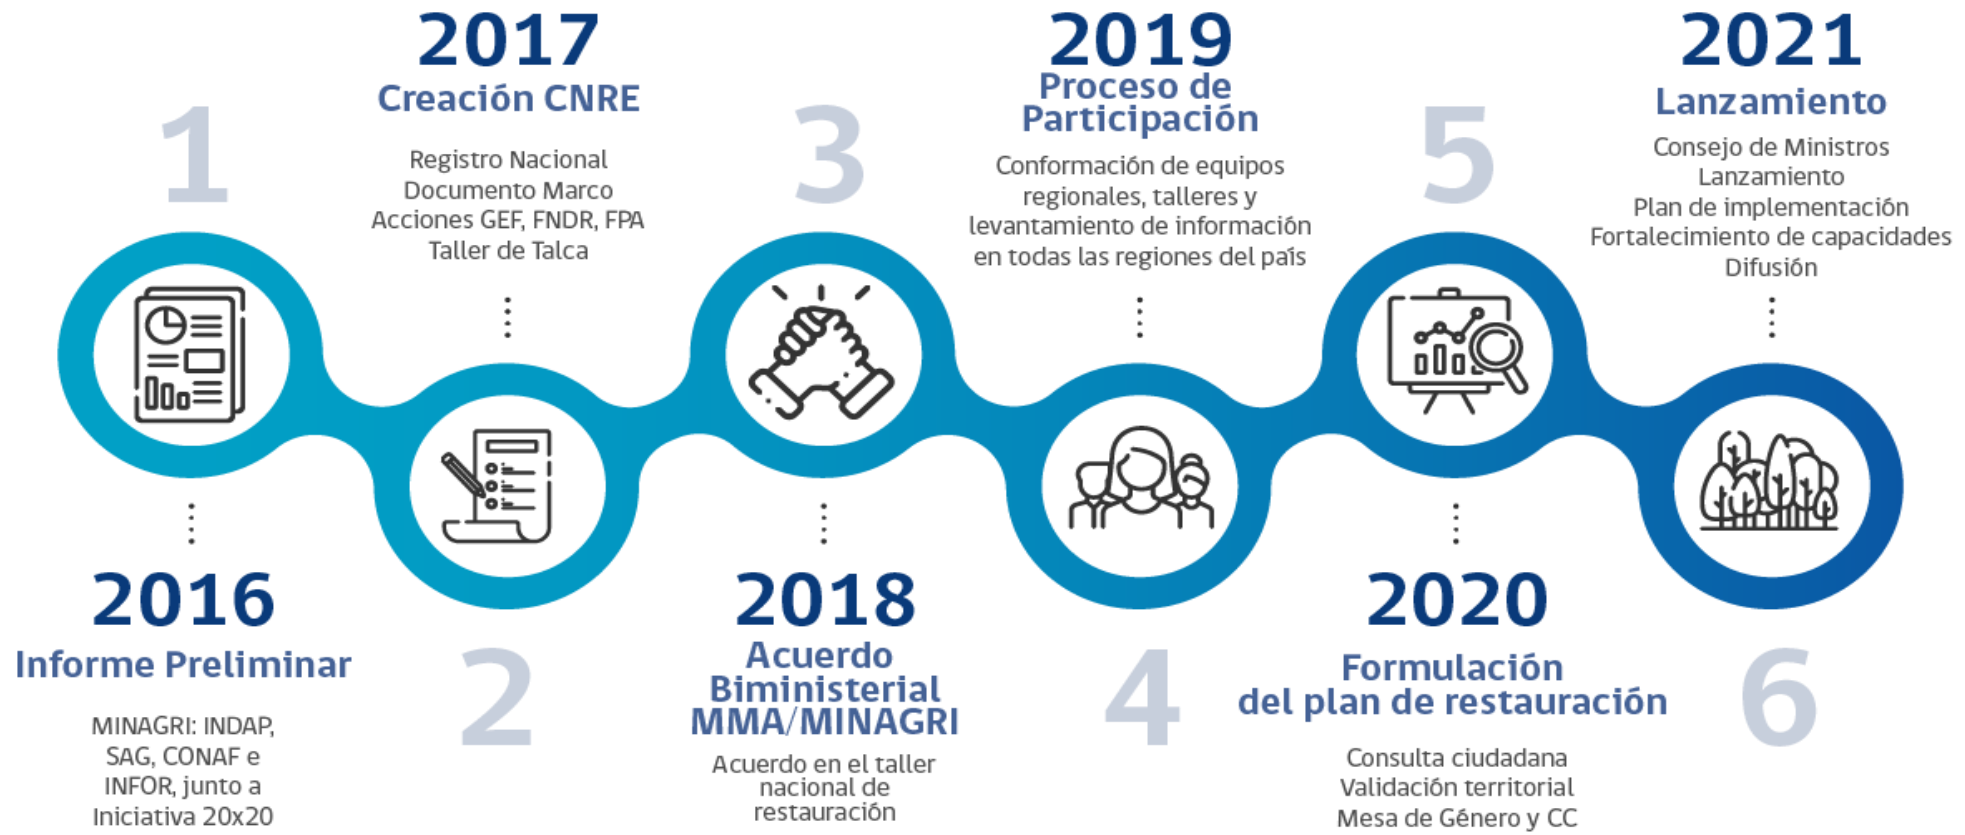 1
2016
Informe Preliminar
MINAGRI: INDAP,
SAG, CONAF e
INFOR, junto a
Iniciativa 20x20
2017
Creación CNRE
Registro Nacional
Documento Marco
Acciones GEF, FNDR, FPA
Taller de Talca
2
3
2018
Acuerdo
Biministerial
MMA/MINAGRI
Acuerdo en el taller
nacional de
restauración
2019
Proceso de
Participación
Conformación de equipos
regionales, talleres y
levantamiento de información
en todas las regiones del país
4
5
2020
Formulación
del plan de restauración
Consulta ciudadana
Validación territorial
Mesa de Género y CC
2021
Lanzamiento
Consejo de Ministros
Lanzamiento
Plan de implementación
Fortalecimiento de capacidades
Difusión
6